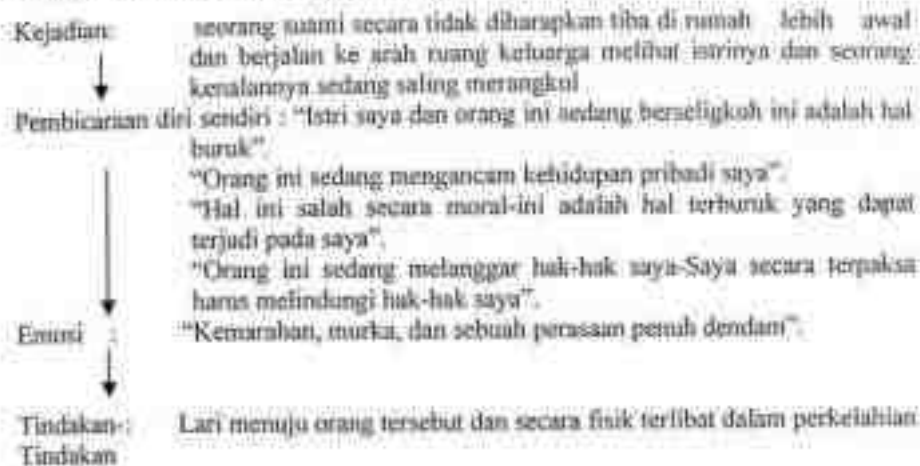 Kejadian: seorang suami secara tidak diharapkan tiba di rumah lebih awal
dan berjalan ke arah ruang keluarga melihat istrinya dan seorang
kenalannya sedang saling merangkul
Pembicaraan diri sendiri : "Istri saya dan orang ini sedang berseligkuh ini adalah hal
buruk".
"Orang ini sedang mengancam kehidupan pribadi saya".
"Hal ini salah secara moral-ini adalah hal terburuk yang dapat
terjadi pada saya".
"Orang ini sedang melanggar hak-hak saya-Saya secara terpaksa
harus melindungi hak-hak saya".
Emosi : "Kemarahan, murka, dan sebuah perasaan penuh dendam".
Tindakan-: Lari menuju orang tersebut dan secara fisik terlibat dalam perkelahian
Tindakan